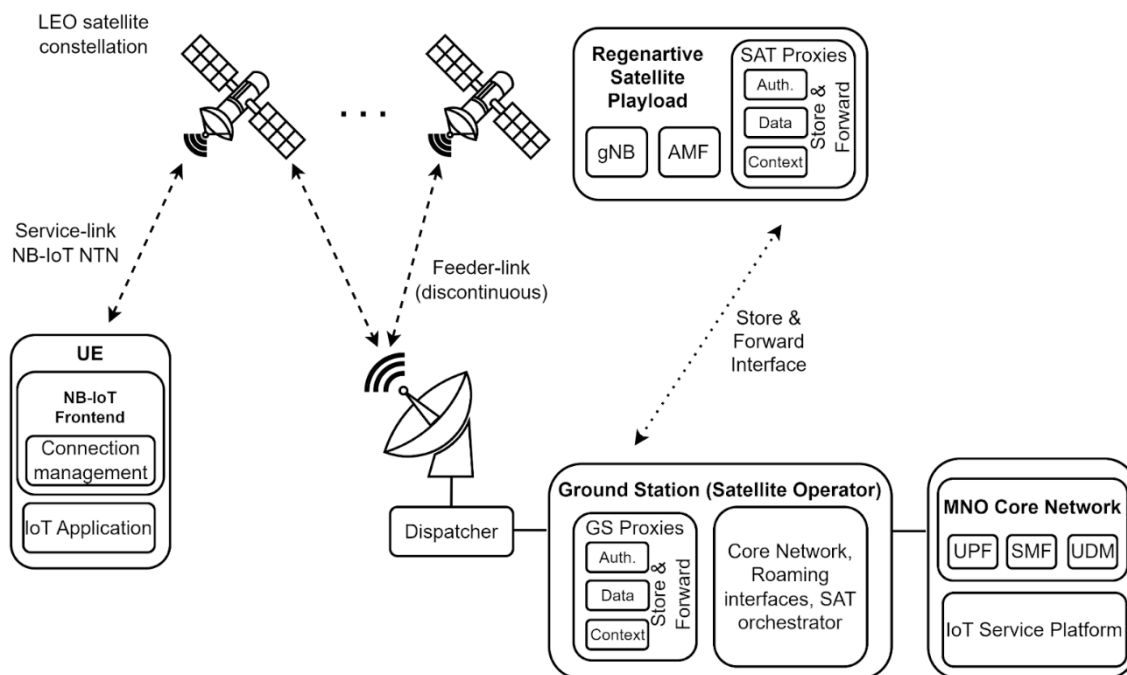 LEO satellite
constellation
. . .
Regenartive
Satellite
Playload
gNB
AMF
SAT Proxies
Auth.
Data
Context
Store &
Forward
Service-link
NB-IoT NTN
Feeder-link
(discontinuous)
Store &
Forward
Interface
UE
NB-IoT
Frontend
Connection
management
IoT Application
Dispatcher
Ground Station (Satellite Operator)
GS Proxies
Auth.
Data
Context
Store &
Forward
Core Network,
Roaming
interfaces, SAT
orchestrator
MNO Core Network
UPF
SMF
UDM
IoT Service Platform